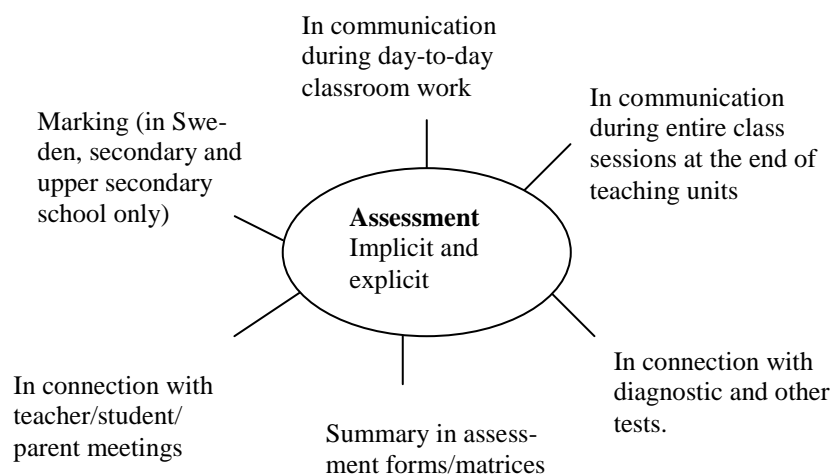 In communication
during day-to-day
classroom work
In communication
during entire class
sessions at the end of
teaching units
Marking (in Swe-
den, secondary and
upper secondary
school only)
Assessment
Implicit and
explicit
In connection with
teacher/student/
parent meetings
Summary in assess-
ment forms/matrices
In connection with
diagnostic and other
tests.